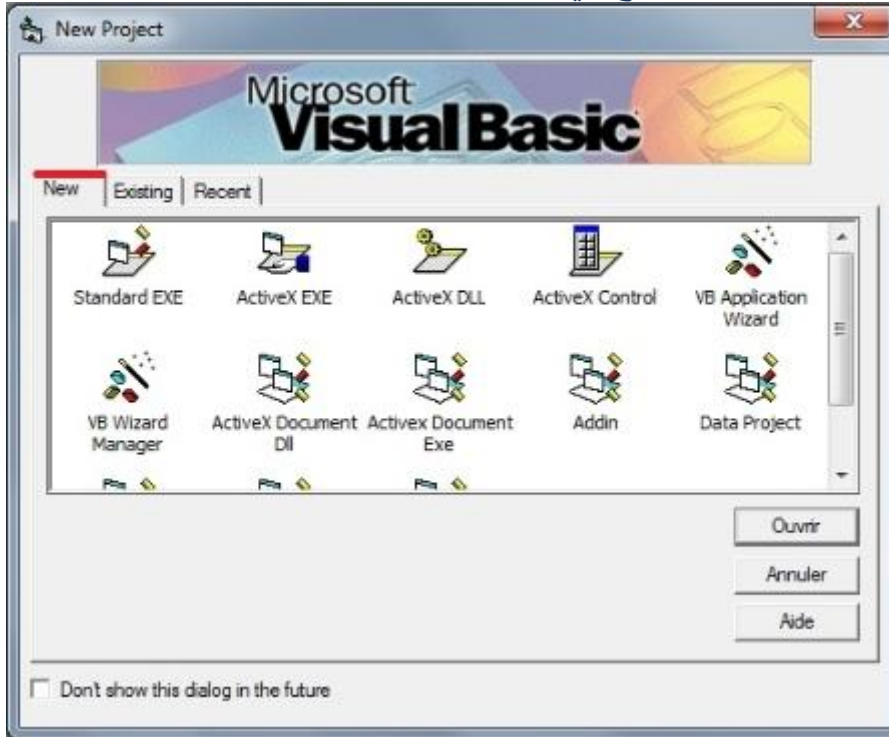 New Project
Microsoft
Visual Basic
New Existing Recent
Standard EXE ActiveX EXE ActiveX DLL ActiveX Control VB Application
Wizard
VB Wizard ActiveX Document Activex Document Addin Data Project
Manager Dll Exe
Ouvrir
Annuler
Aide
Don't show this dialog in the future